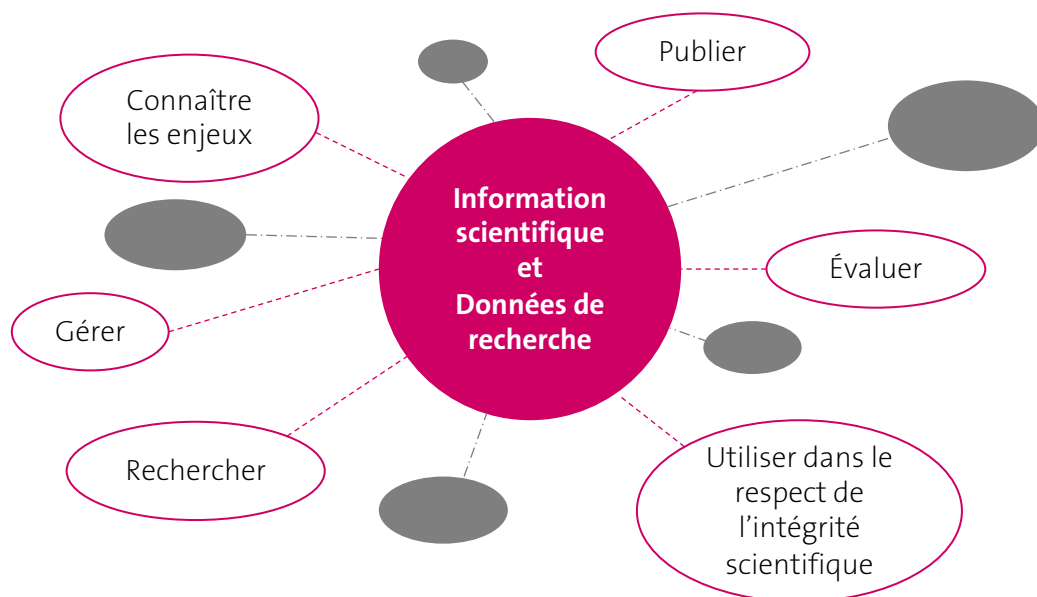 Publier
Connaître
les enjeux
Information
scientifique
et
Données de
recherche
Évaluer
Gérer
Rechercher
Utiliser dans le
respect de
l’intégrité
scientifique